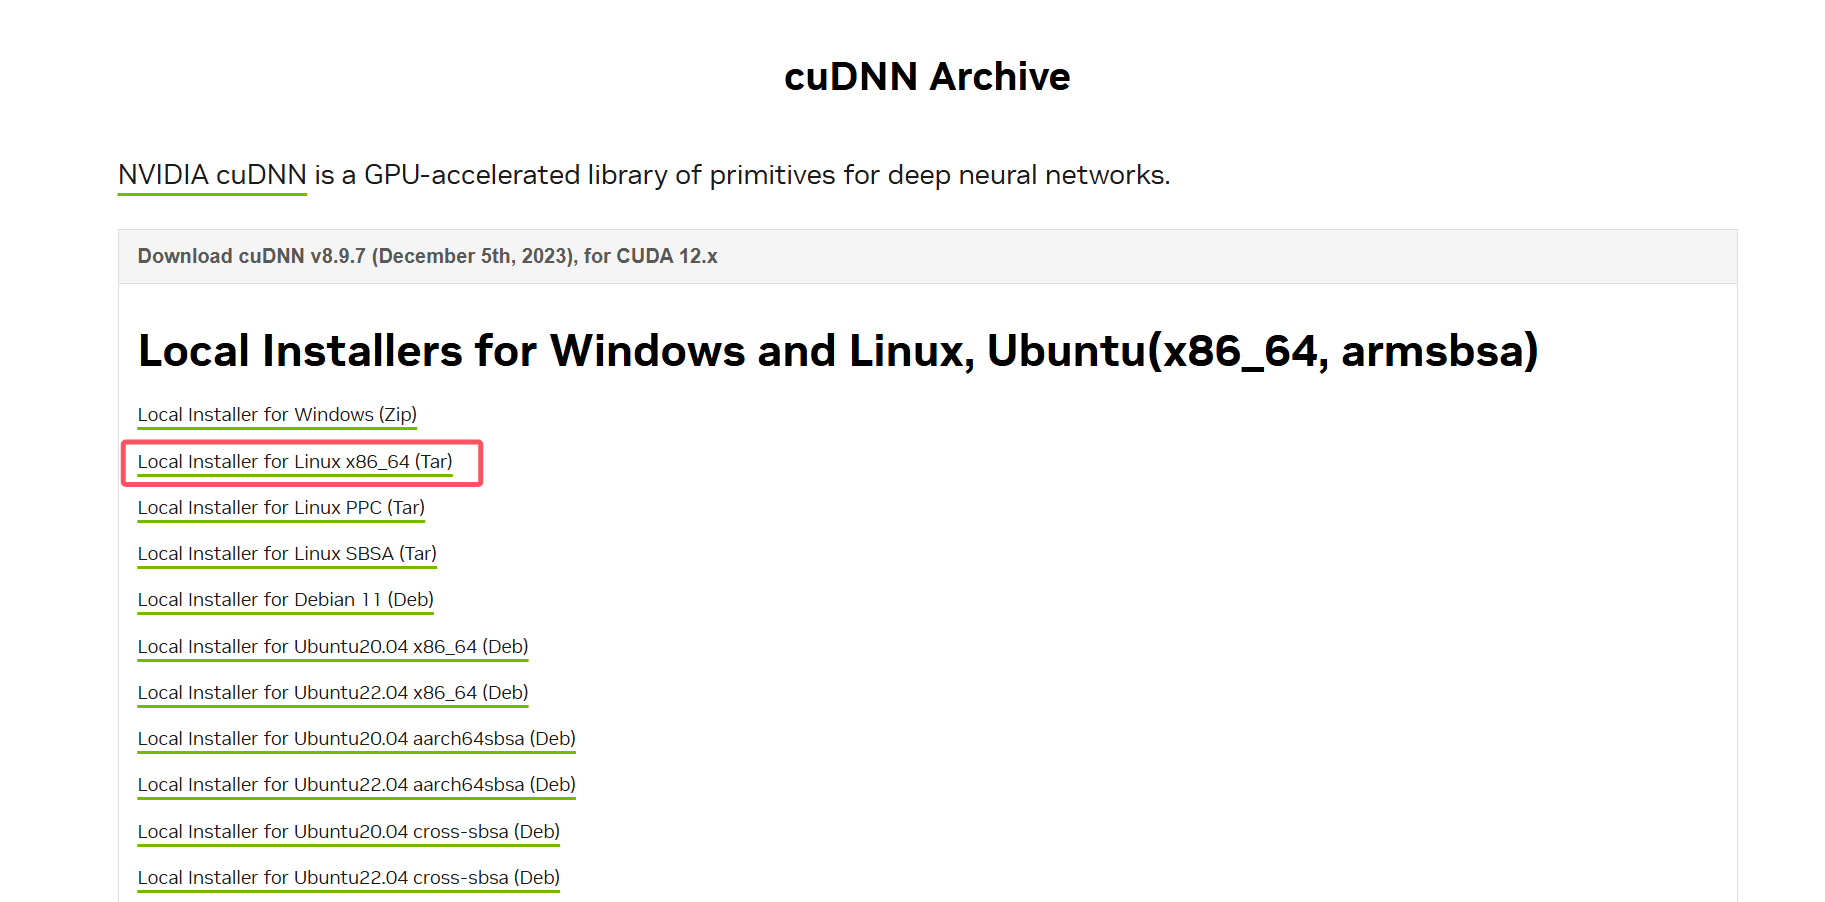 cuDNN Archive
NVIDIA cuDNN is a GPU-accelerated library of primitives for deep neural networks.
Download cuDNN v8.9.7 (December 5th, 2023), for CUDA 12.x
Local Installers for Windows and Linux, Ubuntu(x86_64, armsbsa)
Local Installer for Windows (Zip)
Local Installer for Linux x86_64 (Tar)
Local Installer for Linux PPC (Tar)
Local Installer for Linux SBSA (Tar)
Local Installer for Debian 11 (Deb)
Local Installer for Ubuntu20.04 x86_64 (Deb)
Local Installer for Ubuntu22.04 x86_64 (Deb)
Local Installer for Ubuntu20.04 aarch64sbsa (Deb)
Local Installer for Ubuntu22.04 aarch64sbsa (Deb)
Local Installer for Ubuntu20.04 cross-sbsa (Deb)
Local Installer for Ubuntu22.04 cross-sbsa (Deb)